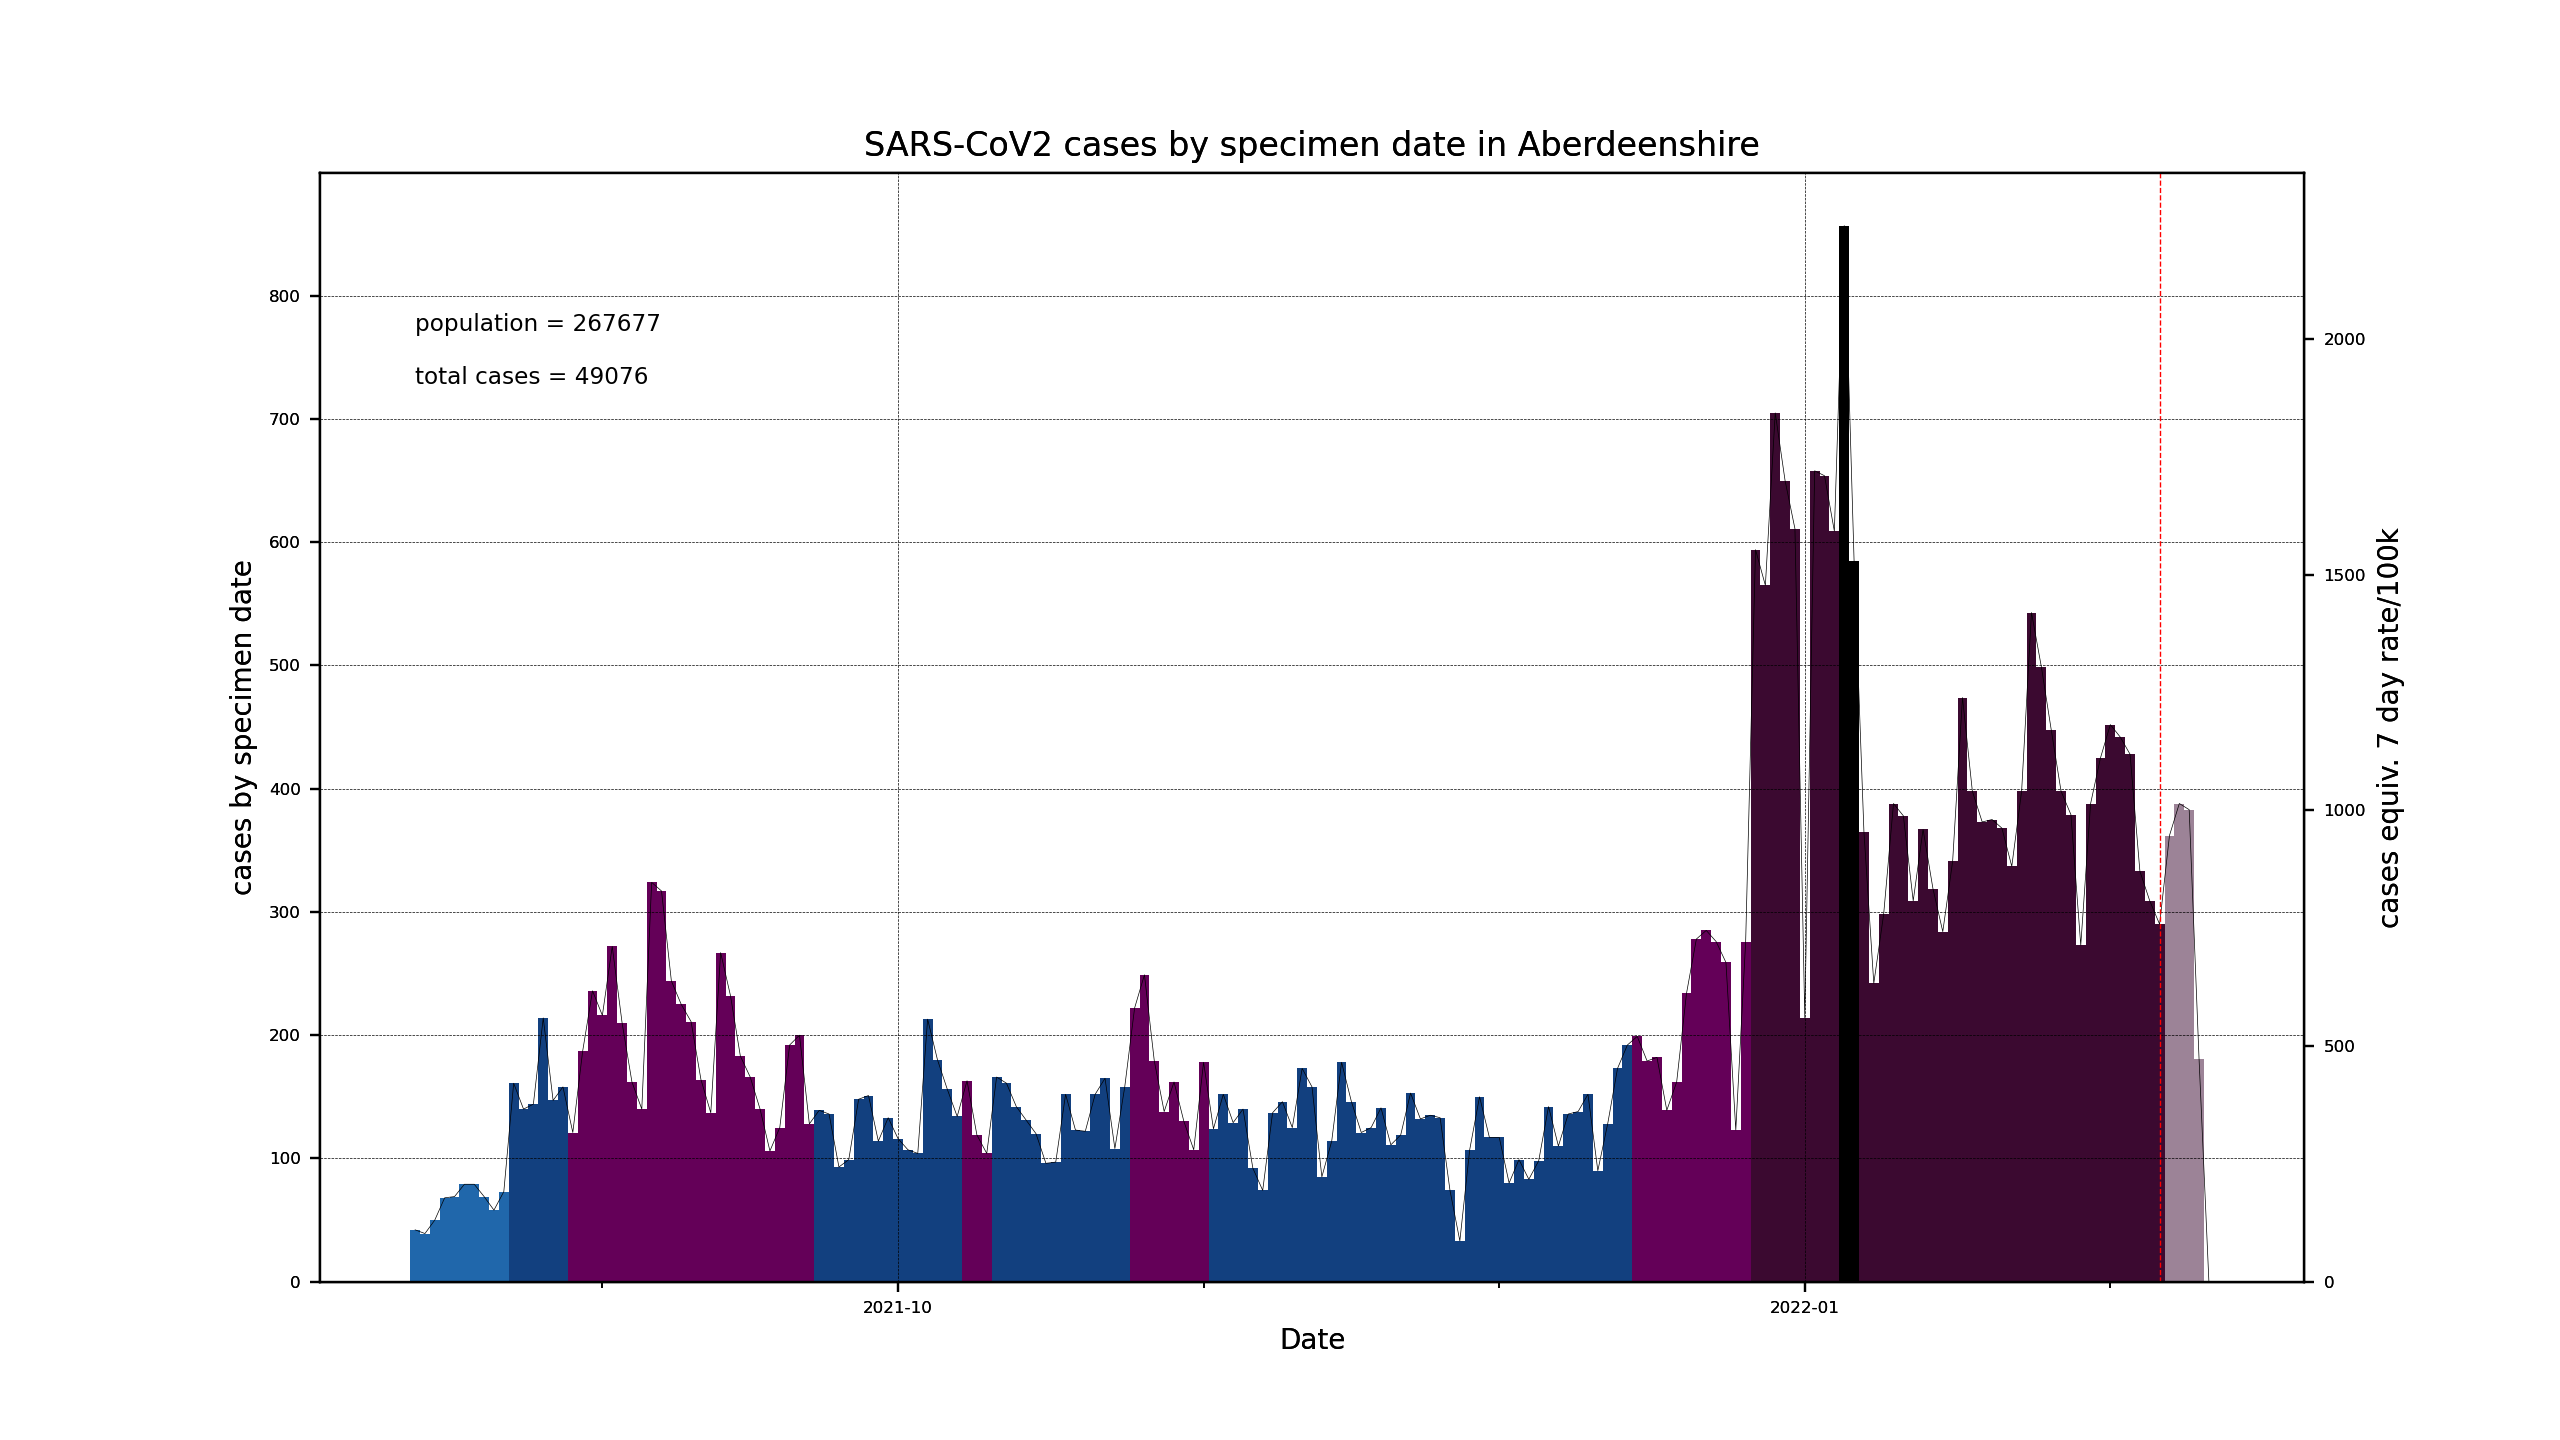 SARS-CoV2 cases by specimen date in Aberdeenshire
population = 267677
total cases = 49076
cases by specimen date
800
700
600
500
400
300
200
100
0
2000
1500
1000
500
0
cases equiv. 7 day rate/100k
2021-10
2022-01
Date